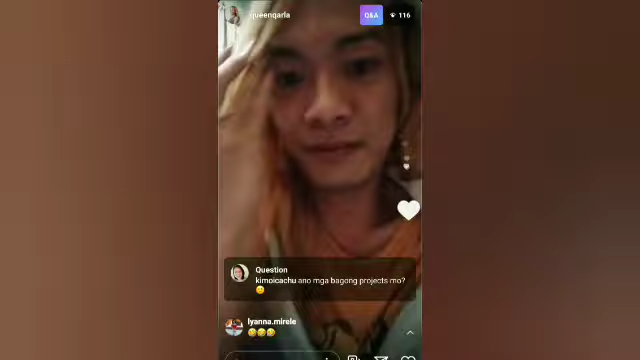 queenqarla
Q&A
116
Question
kimoicachu ano mga bagong projects mo?
🙂
lyanna.mirele
🤣😂🤣